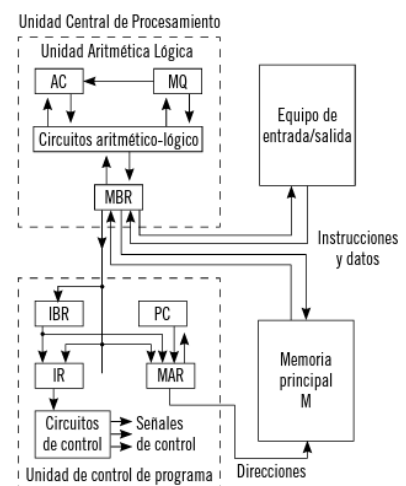 Unidad Central de Procesamiento
Unidad Aritmética Lógica
AC
MQ
Circuitos aritmético-lógico
MBR
Equipo de
entrada/salida
Instrucciones
y datos
IBR
PC
IR
MAR
Memoria
principal
M
Circuitos
de control
Señales
de control
Direcciones
Unidad de control de programa